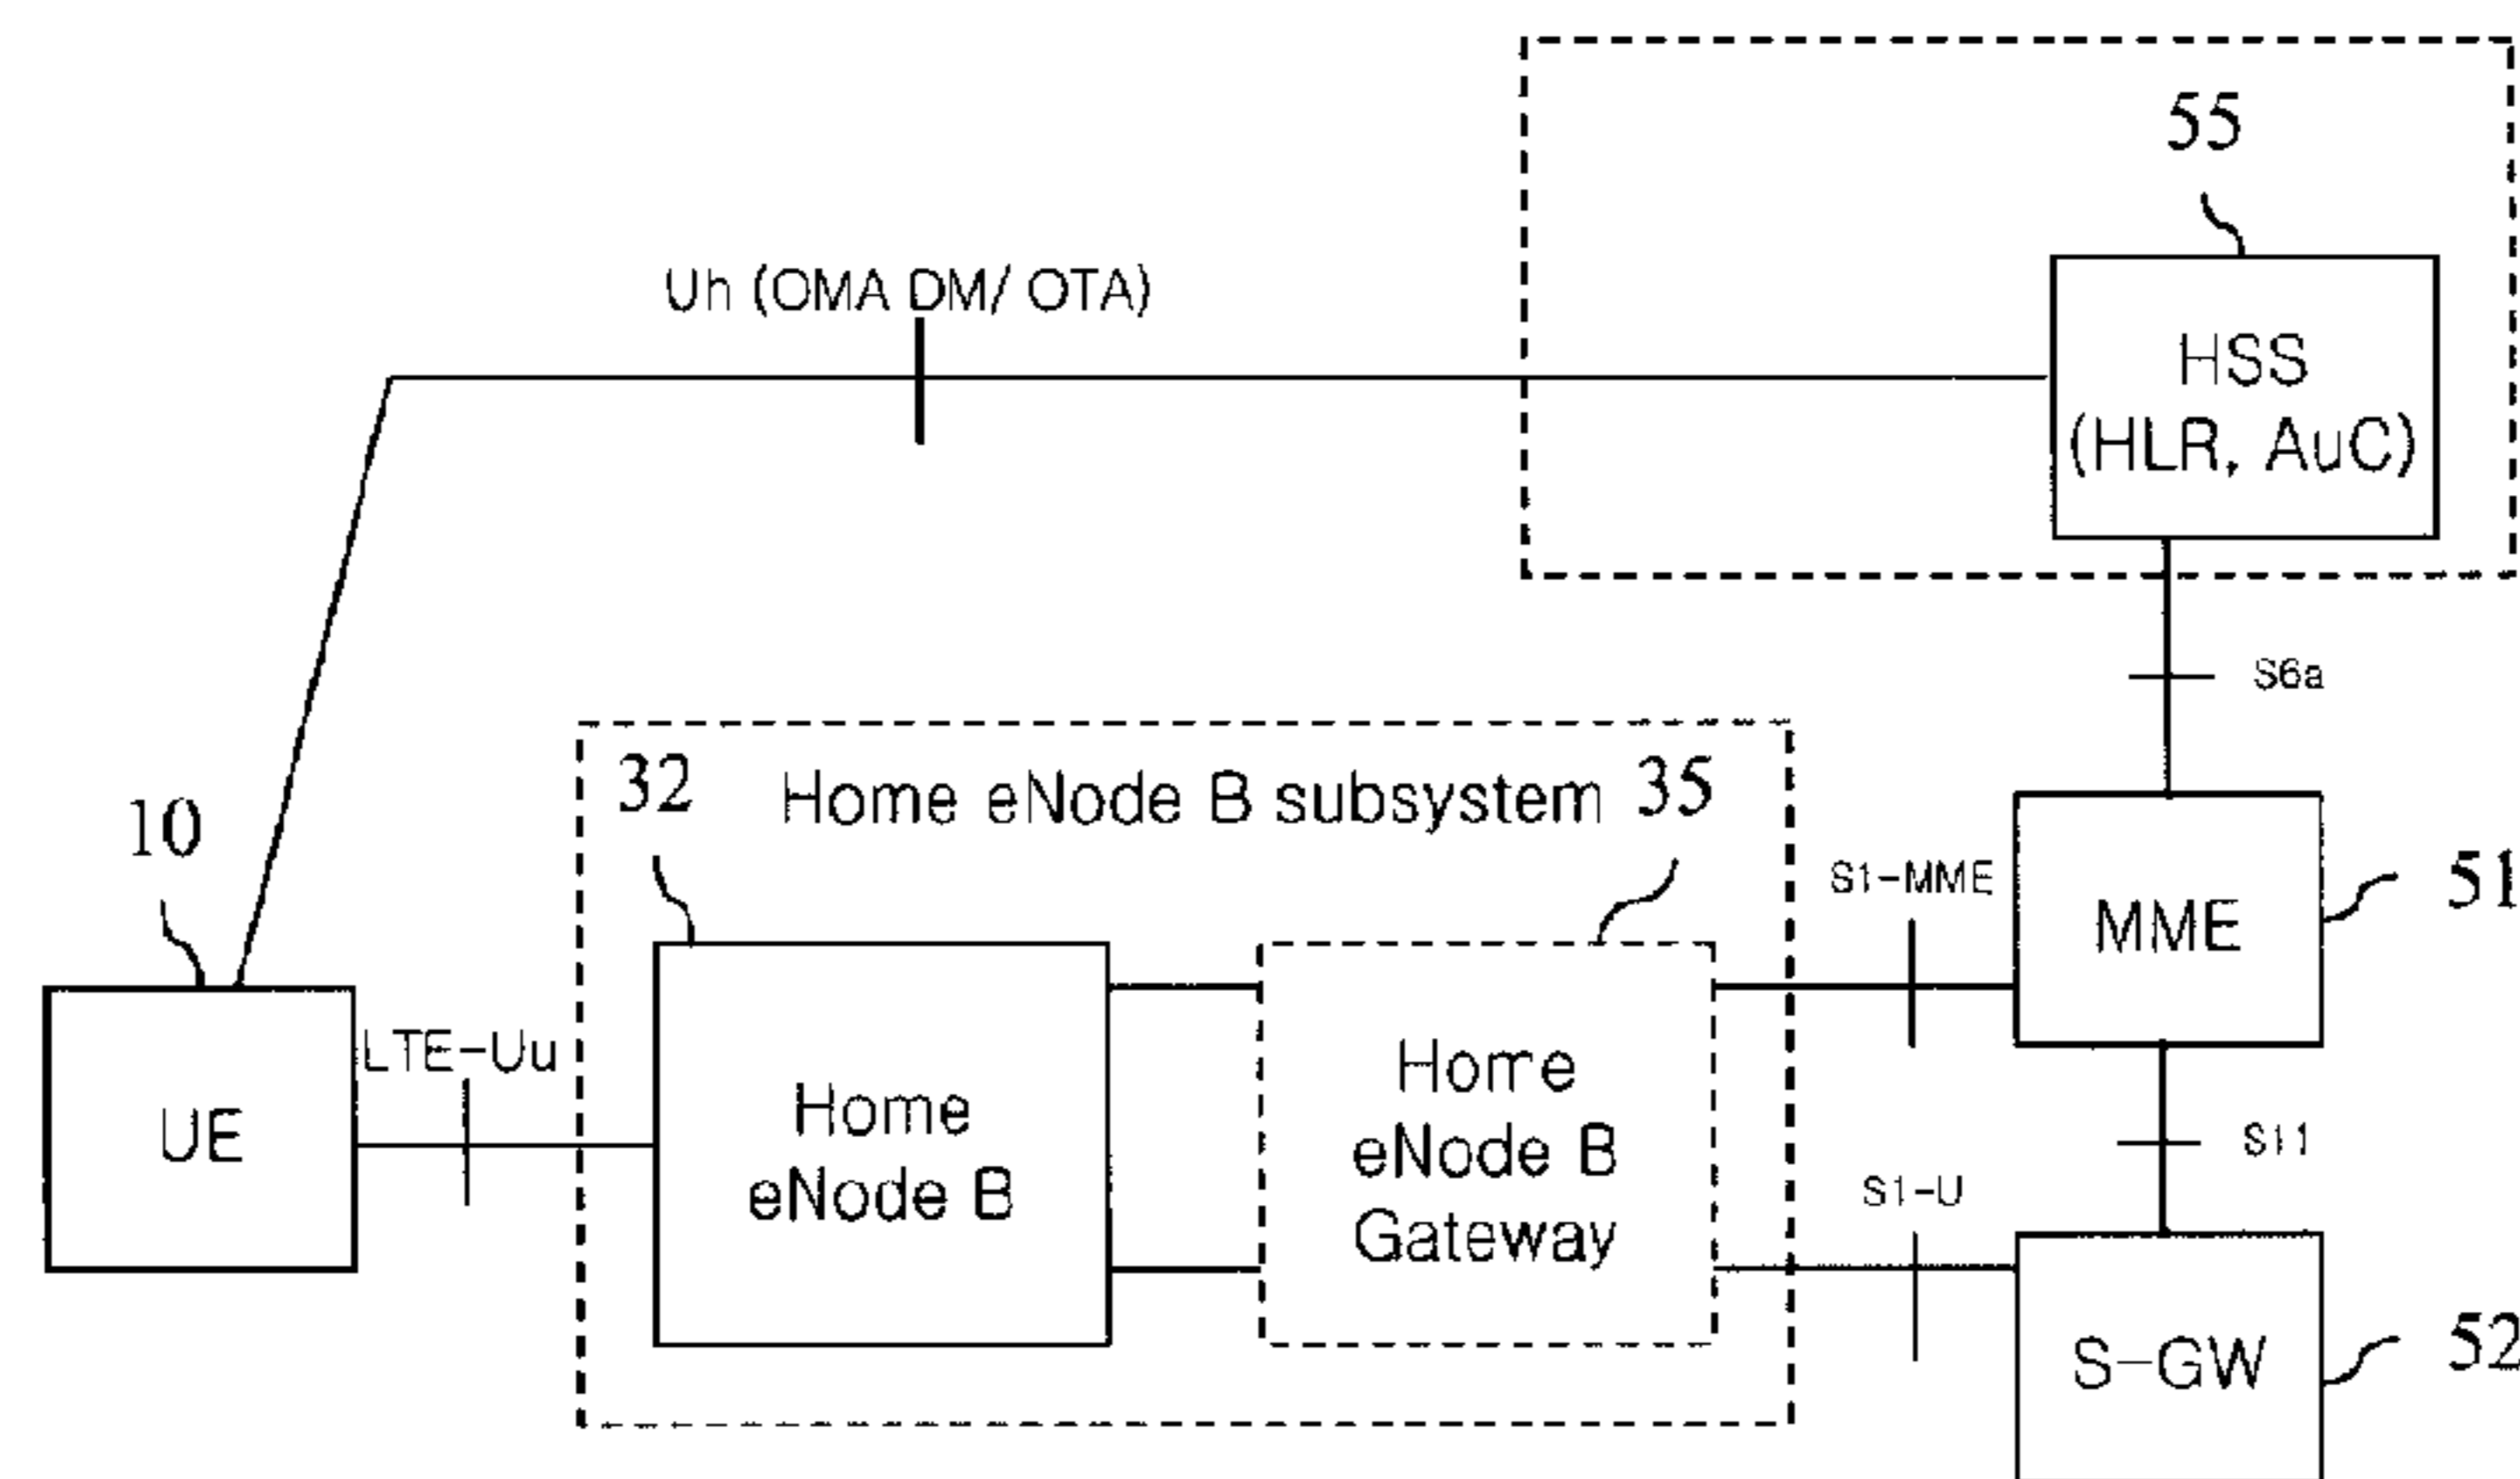 55
Uh (OMA DM/ OTA)
HSS
(HLR, AuC)
S6a
32
Home eNode B subsystem
35
10
S1-MME
MME
51
LTE-Uu
UE
Home
eNode B
Home
eNode B
Gateway
S11
S1-U
S-GW
52